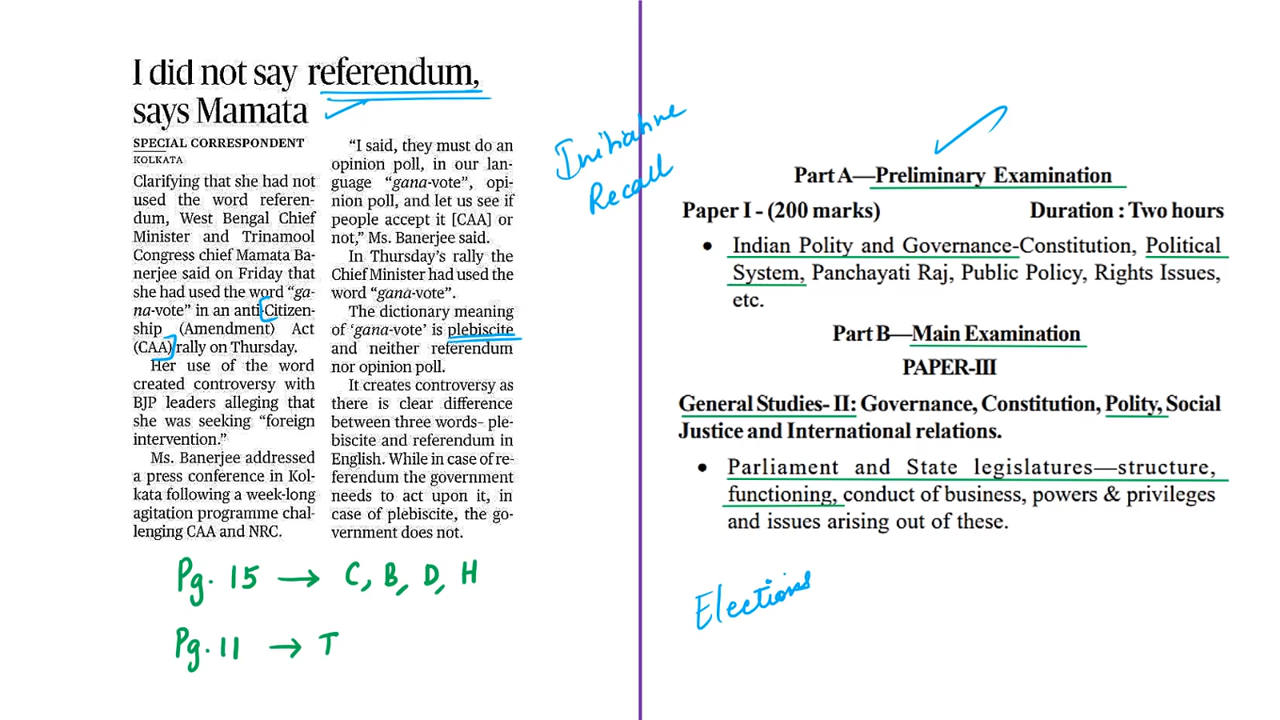 I did not say referendum,
says Mamata
SPECIAL CORRESPONDENT
KOLKATA
Clarifying that she had not
used the word referen-
dum, West Bengal Chief
Minister and Trinamool
Congress chief Mamata Ba-
nerjee said on Friday that
she had used the word “ga-
na-vote” in an anti-Citizen-
ship (Amendment) Act
(CAA) rally on Thursday.
Her use of the word
created controversy with
BJP leaders alleging that
she was seeking “foreign
intervention.”
Ms. Banerjee addressed
a press conference in Kol-
kata following a week-long
agitation programme chal-
lenging CAA and NRC.
“I said, they must do an
opinion poll, in our lan-
guage “gana-vote”, opi-
nion poll, and let us see if
people accept it [CAA] or
not,” Ms. Banerjee said.
In Thursday’s rally the
Chief Minister had used the
word “gana-vote”.
The dictionary meaning
of ‘gana-vote’ is plebiscite
and neither referendum
nor opinion poll.
It creates controversy as
there is clear difference
between three words- ple-
biscite and referendum in
English. While in case of re-
ferendum the government
needs to act upon it, in
case of plebiscite, the go-
vernment does not.
Pg. 15 → C, B, D, H
Pg. 11 → T
Initiative
Recall
Part A—Preliminary Examination
Paper I - (200 marks) Duration : Two hours
• Indian Polity and Governance-Constitution, Political
System, Panchayati Raj, Public Policy, Rights Issues,
etc.
Part B—Main Examination
PAPER-III
General Studies- II: Governance, Constitution, Polity, Social
Justice and International relations.
• Parliament and State legislatures—structure,
functioning, conduct of business, powers & privileges
and issues arising out of these.
Elections